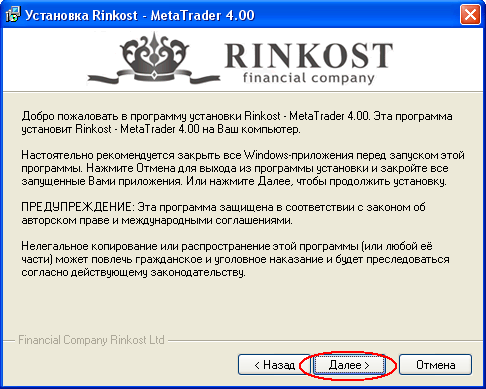 Установка Rinkost - MetaTrader 4.00
RINKOST
financial company
Добро пожаловать в программу установки Rinkost - MetaTrader 4.00. Эта программа
установит Rinkost - MetaTrader 4.00 на Ваш компьютер.
Настоятельно рекомендуется закрыть все Windows-приложения перед запуском этой
программы. Нажмите Отмена для выхода из программы установки и закройте все
запущенные Вами приложения. Или нажмите Далее, чтобы продолжить установку.
ПРЕДУПРЕЖДЕНИЕ: Эта программа защищена в соответствии с законом об
авторском праве и международными соглашениями.
Нелегальное копирование или распространение этой программы (или любой её
части) может повлечь гражданское и уголовное наказание и будет преследоваться
согласно действующему законодательству.
Financial Company Rinkost Ltd
< Назад Далее > Отмена